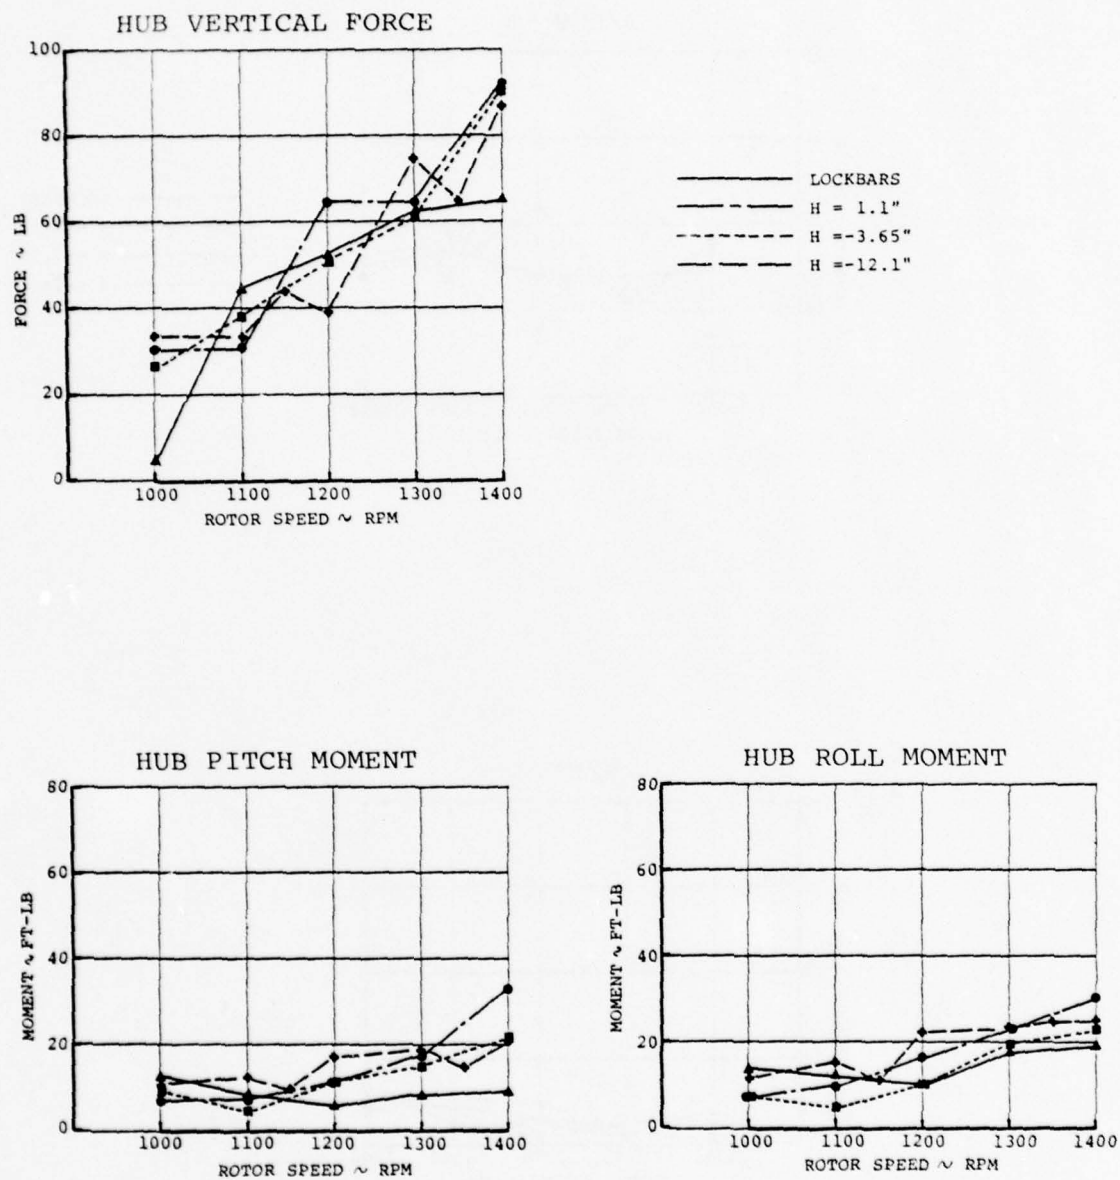 HUB VERTICAL FORCE
100
80
60
40
20
0
FORCE ~ LB
1000 1100 1200 1300 1400
ROTOR SPEED ~ RPM
LOCKBARS
H = 1.1"
H =-3.65"
H =-12.1"
HUB PITCH MOMENT
80
60
40
20
0
MOMENT ~ FT-LB
1000 1100 1200 1300 1400
ROTOR SPEED ~ RPM
HUB ROLL MOMENT
80
60
40
20
0
MOMENT ~ FT-LB
1000 1100 1200 1300 1400
ROTOR SPEED ~ RPM